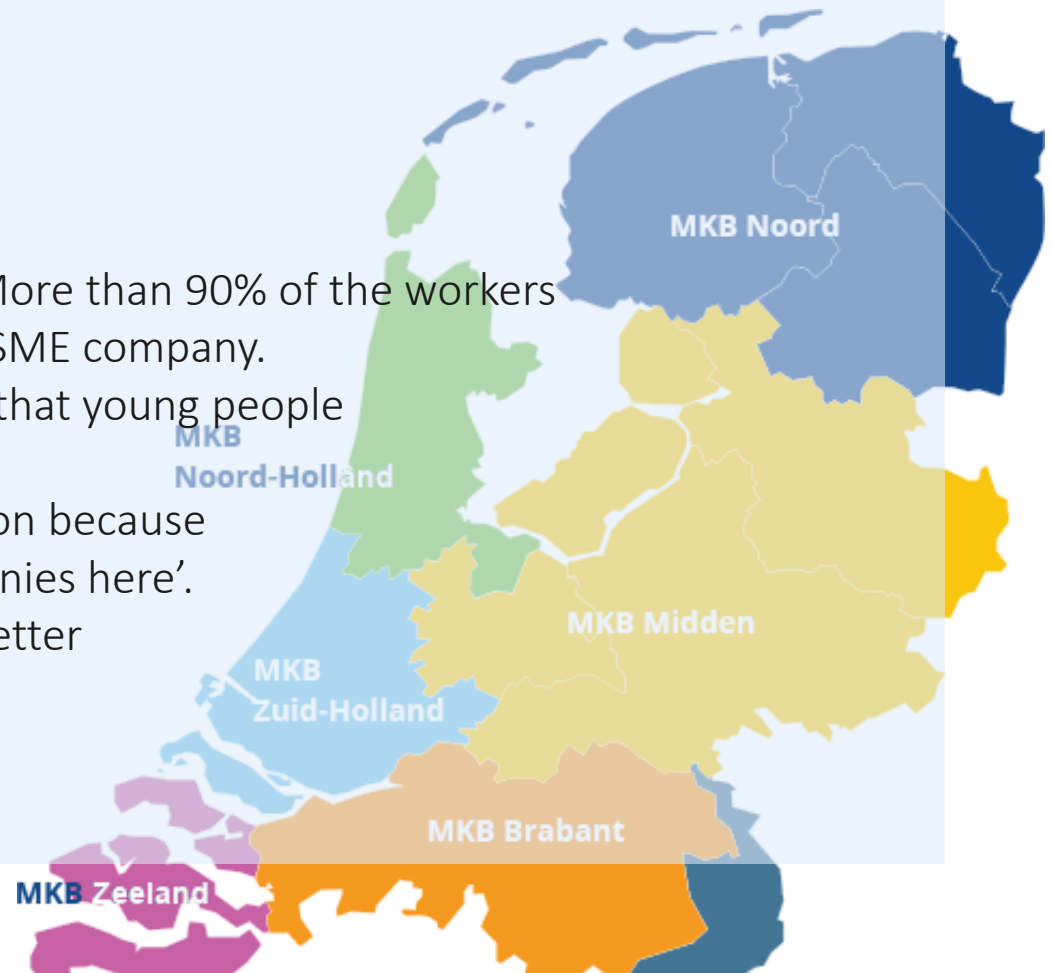 MKB Noord
More than 90% of the workers
SME company.
that young people
MKB
Noord-Holland
on because
nies here’.
etter
MKB Midden
MKB
Zuid-Holland
MKB Brabant
MKB Zeeland